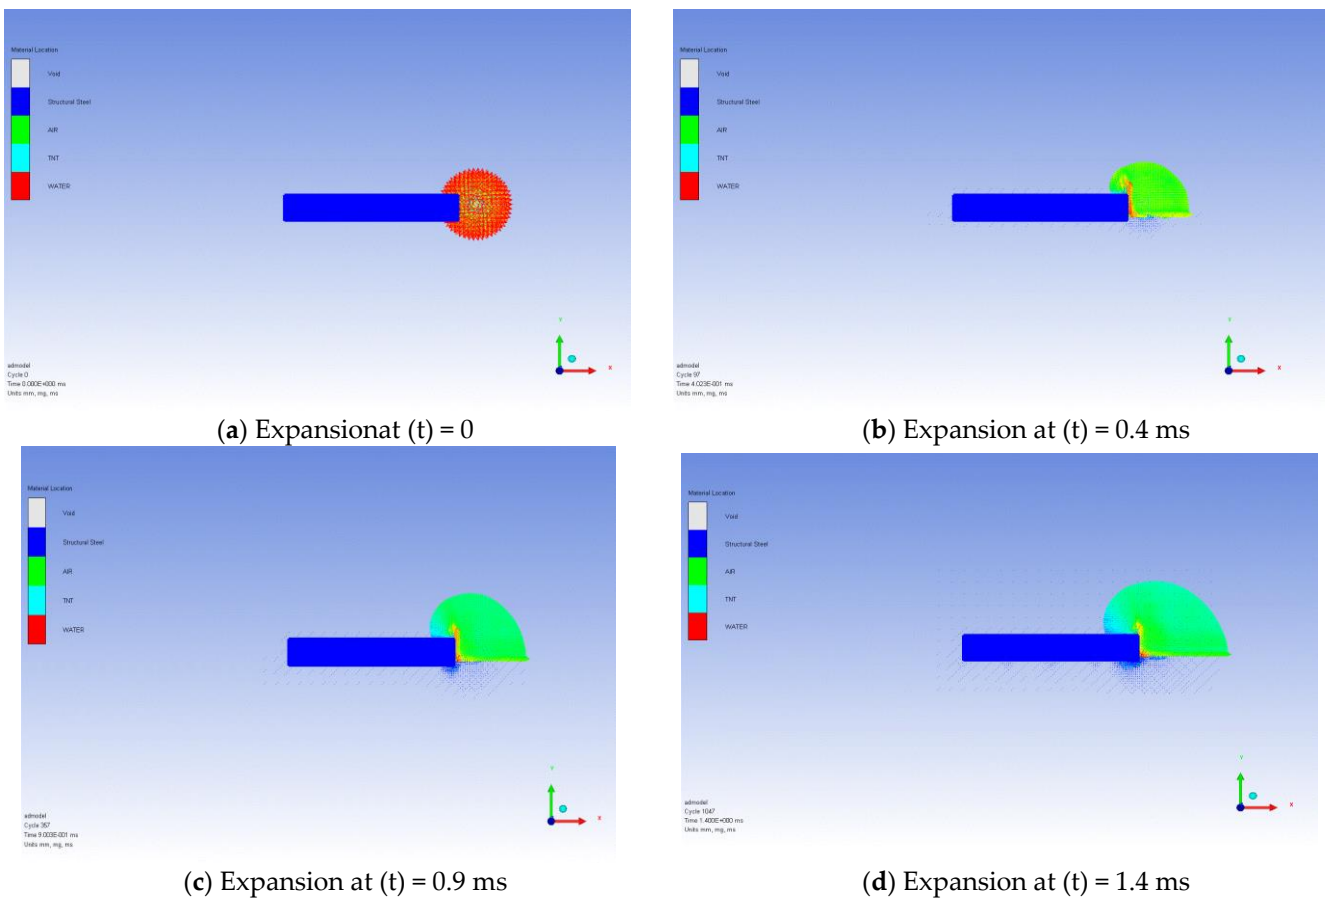 Material Location
Void
Structural Steel
AIR
TNT
WATER
Y
X
admodel
Cycle 0
Time 0.000E+000 ms
Units mm, mg, ms
(a) Expansionat (t) = 0
Material Location
Void
Structural Steel
AIR
TNT
WATER
Y
X
admodel
Cycle 97
Time 4.023E-001 ms
Units mm, mg, ms
(b) Expansion at (t) = 0.4 ms
Material Location
Void
Structural Steel
AIR
TNT
WATER
Y
X
admodel
Cycle 357
Time 9.003E-001 ms
Units mm, mg, ms
(c) Expansion at (t) = 0.9 ms
Material Location
Void
Structural Steel
AIR
TNT
WATER
Y
X
admodel
Cycle 1047
Time 1.400E+000 ms
Units mm, mg, ms
(d) Expansion at (t) = 1.4 ms